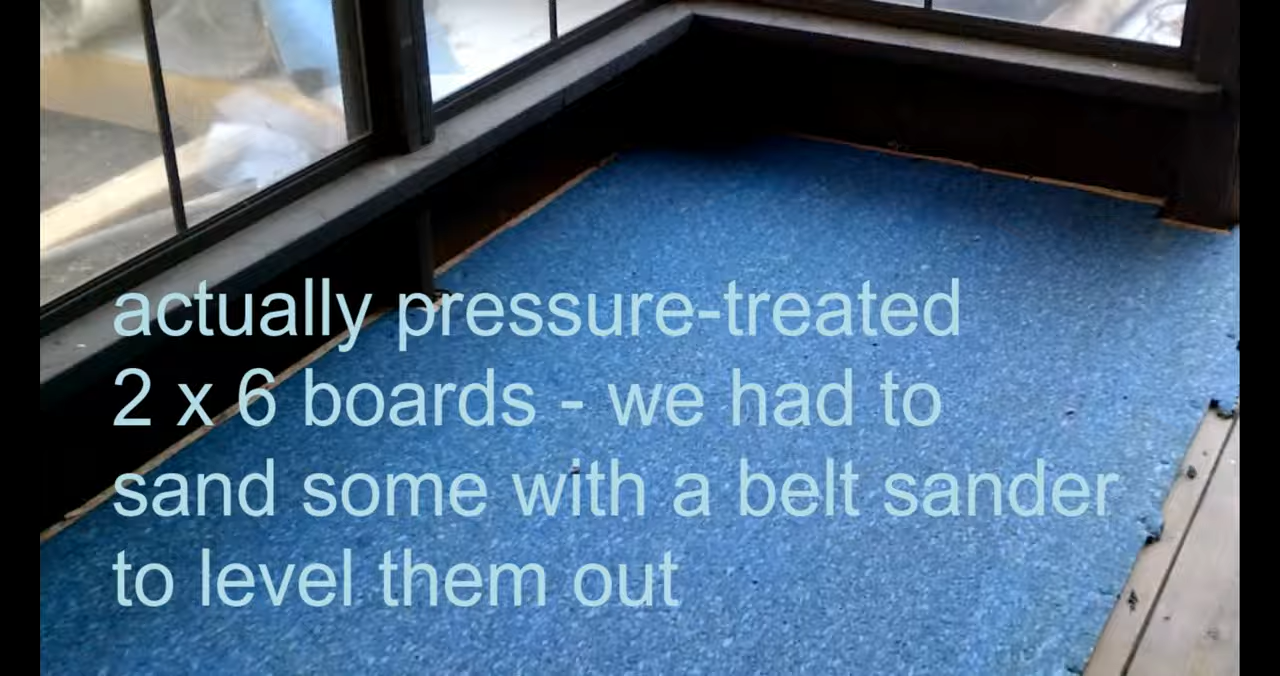 actually pressure-treated
2 x 6 boards - we had to
sand some with a belt sander
to level them out